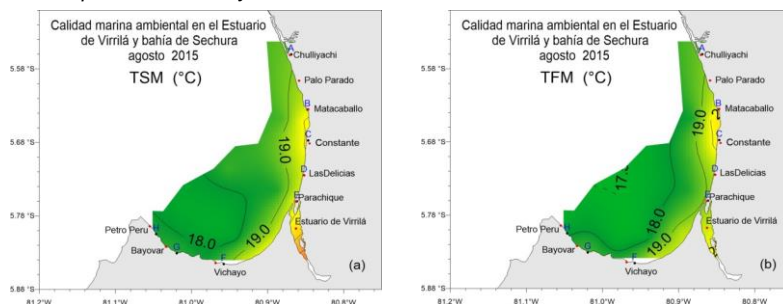 Calidad marina ambiental en el Estuario
de Virrilá y bahía de Sechura
agosto 2015
TSM (°C)
A
Chulliyachi
Palo Parado
B
Matacaballo
C
Constante
D
LasDelicias
E
Parachique
Estuario de Virrilá
Petro Peru
H
Bayovar
G
F
Vichayo
19.0
18.0
19.0
(a)
5.58 °S
5.68 °S
5.78 °S
5.88 °S
81.2°W
81.1°W
81.0°W
80.9°W
80.8°W
Calidad marina ambiental en el Estuario
de Virrilá y bahía de Sechura
agosto 2015
TFM (°C)
A
Chulliyachi
Palo Parado
B
Matacaballo
C
Constante
D
LasDelicias
E
Parachique
Estuario de Virrilá
Petro Peru
H
Bayovar
G
F
Vichayo
19.0
18.0
19.0
(b)
5.58 °S
5.68 °S
5.78 °S
5.88 °S
81.2°W
81.1°W
81.0°W
80.9°W
80.8°W